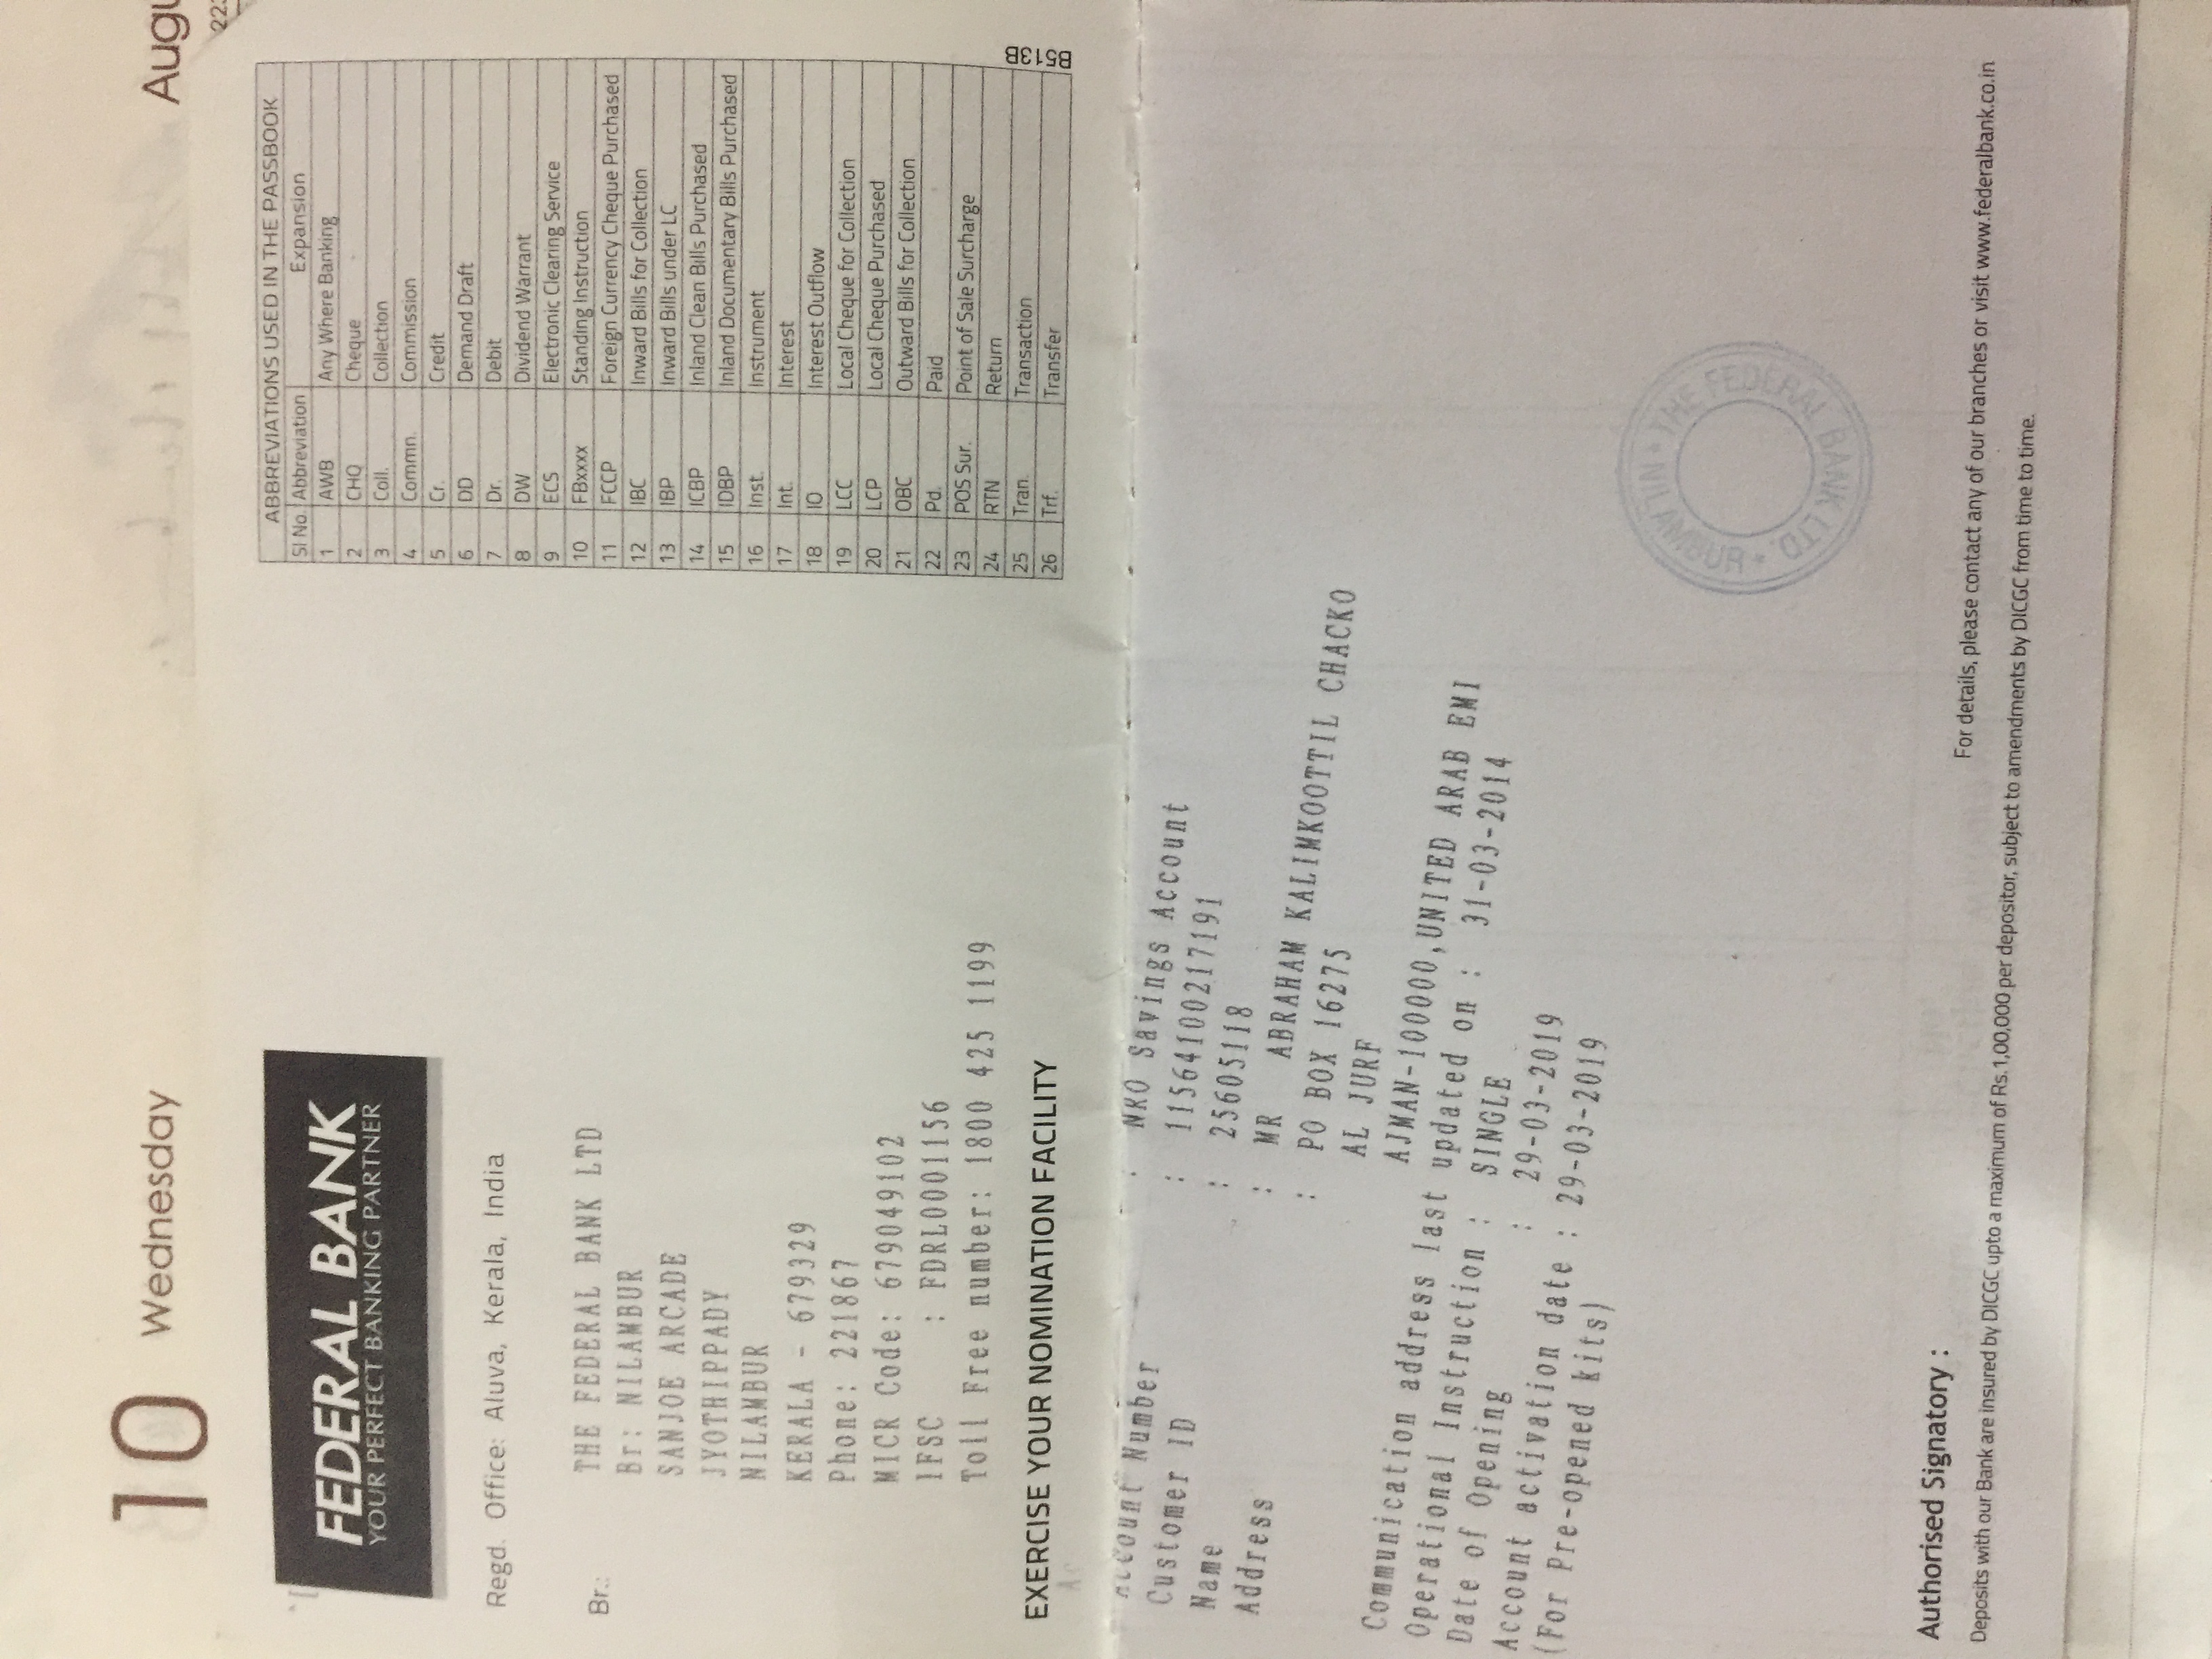 10 Wednesday
Augu
223
FEDERAL BANK
YOUR PERFECT BANKING PARTNER
Regd. Office: Aluva, Kerala, India
Br.: THE FEDERAL BANK LTD
Br: NILAMBUR
SANJOE ARCADE
JYOTHIPPADY
NILAMBUR
KERALA - 679329
Phone: 221867
MICR Code: 679049102
IFSC : FDRL0001156
Toll Free number: 1800 425 1199
EXERCISE YOUR NOMINATION FACILITY
ABBREVIATIONS USED IN THE PASSBOOK
Sl No. Abbreviation Expansion
1 AWB Any Where Banking
2 CHQ Cheque
3 Coll. Collection
4 Commn. Commission
5 Cr. Credit
6 DD Demand Draft
7 Dr. Debit
8 DW Dividend Warrant
9 ECS Electronic Clearing Service
10 FBxxxx Standing Instruction
11 FCCP Foreign Currency Cheque Purchased
12 IBC Inward Bills for Collection
13 IBP Inward Bills under LC
14 ICBP Inland Clean Bills Purchased
15 IDBP Inland Documentary Bills Purchased
16 Inst. Instrument
17 Int. Interest
18 IO Interest Outflow
19 LCC Local Cheque for Collection
20 LCP Local Cheque Purchased
21 OBC Outward Bills for Collection
22 Pd. Paid
23 POS Sur. Point of Sale Surcharge
24 RTN Return
25 Tran. Transaction
26 Trf. Transfer
B513B
: NRO Savings Account
Account Number : 11564100217191
Customer ID : 25605118
Name : MR ABRAHAM KALIMKOOTTIL CHACKO
Address : PO BOX 16275
AL JURF
AJMAN-100000,UNITED ARAB EMI
Communication address last updated on : 31-03-2014
Operational Instruction : SINGLE
Date of Opening : 29-03-2019
Account activation date : 29-03-2019
(For Pre-opened kits)
THE FEDERAL BANK LTD. * NILAMBUR *
Authorised Signatory :
For details, please contact any of our branches or visit www.federalbank.co.in
Deposits with our Bank are insured by DICGC upto a maximum of Rs.1,00,000 per depositor, subject to amendments by DICGC from time to time.